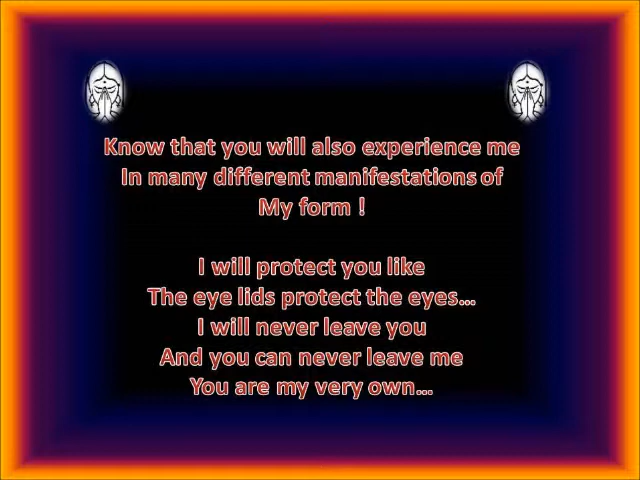 Know that you will also experience me
In many different manifestations of
My form !
I will protect you like
The eye lids protect the eyes...
I will never leave you
And you can never leave me
You are my very own...